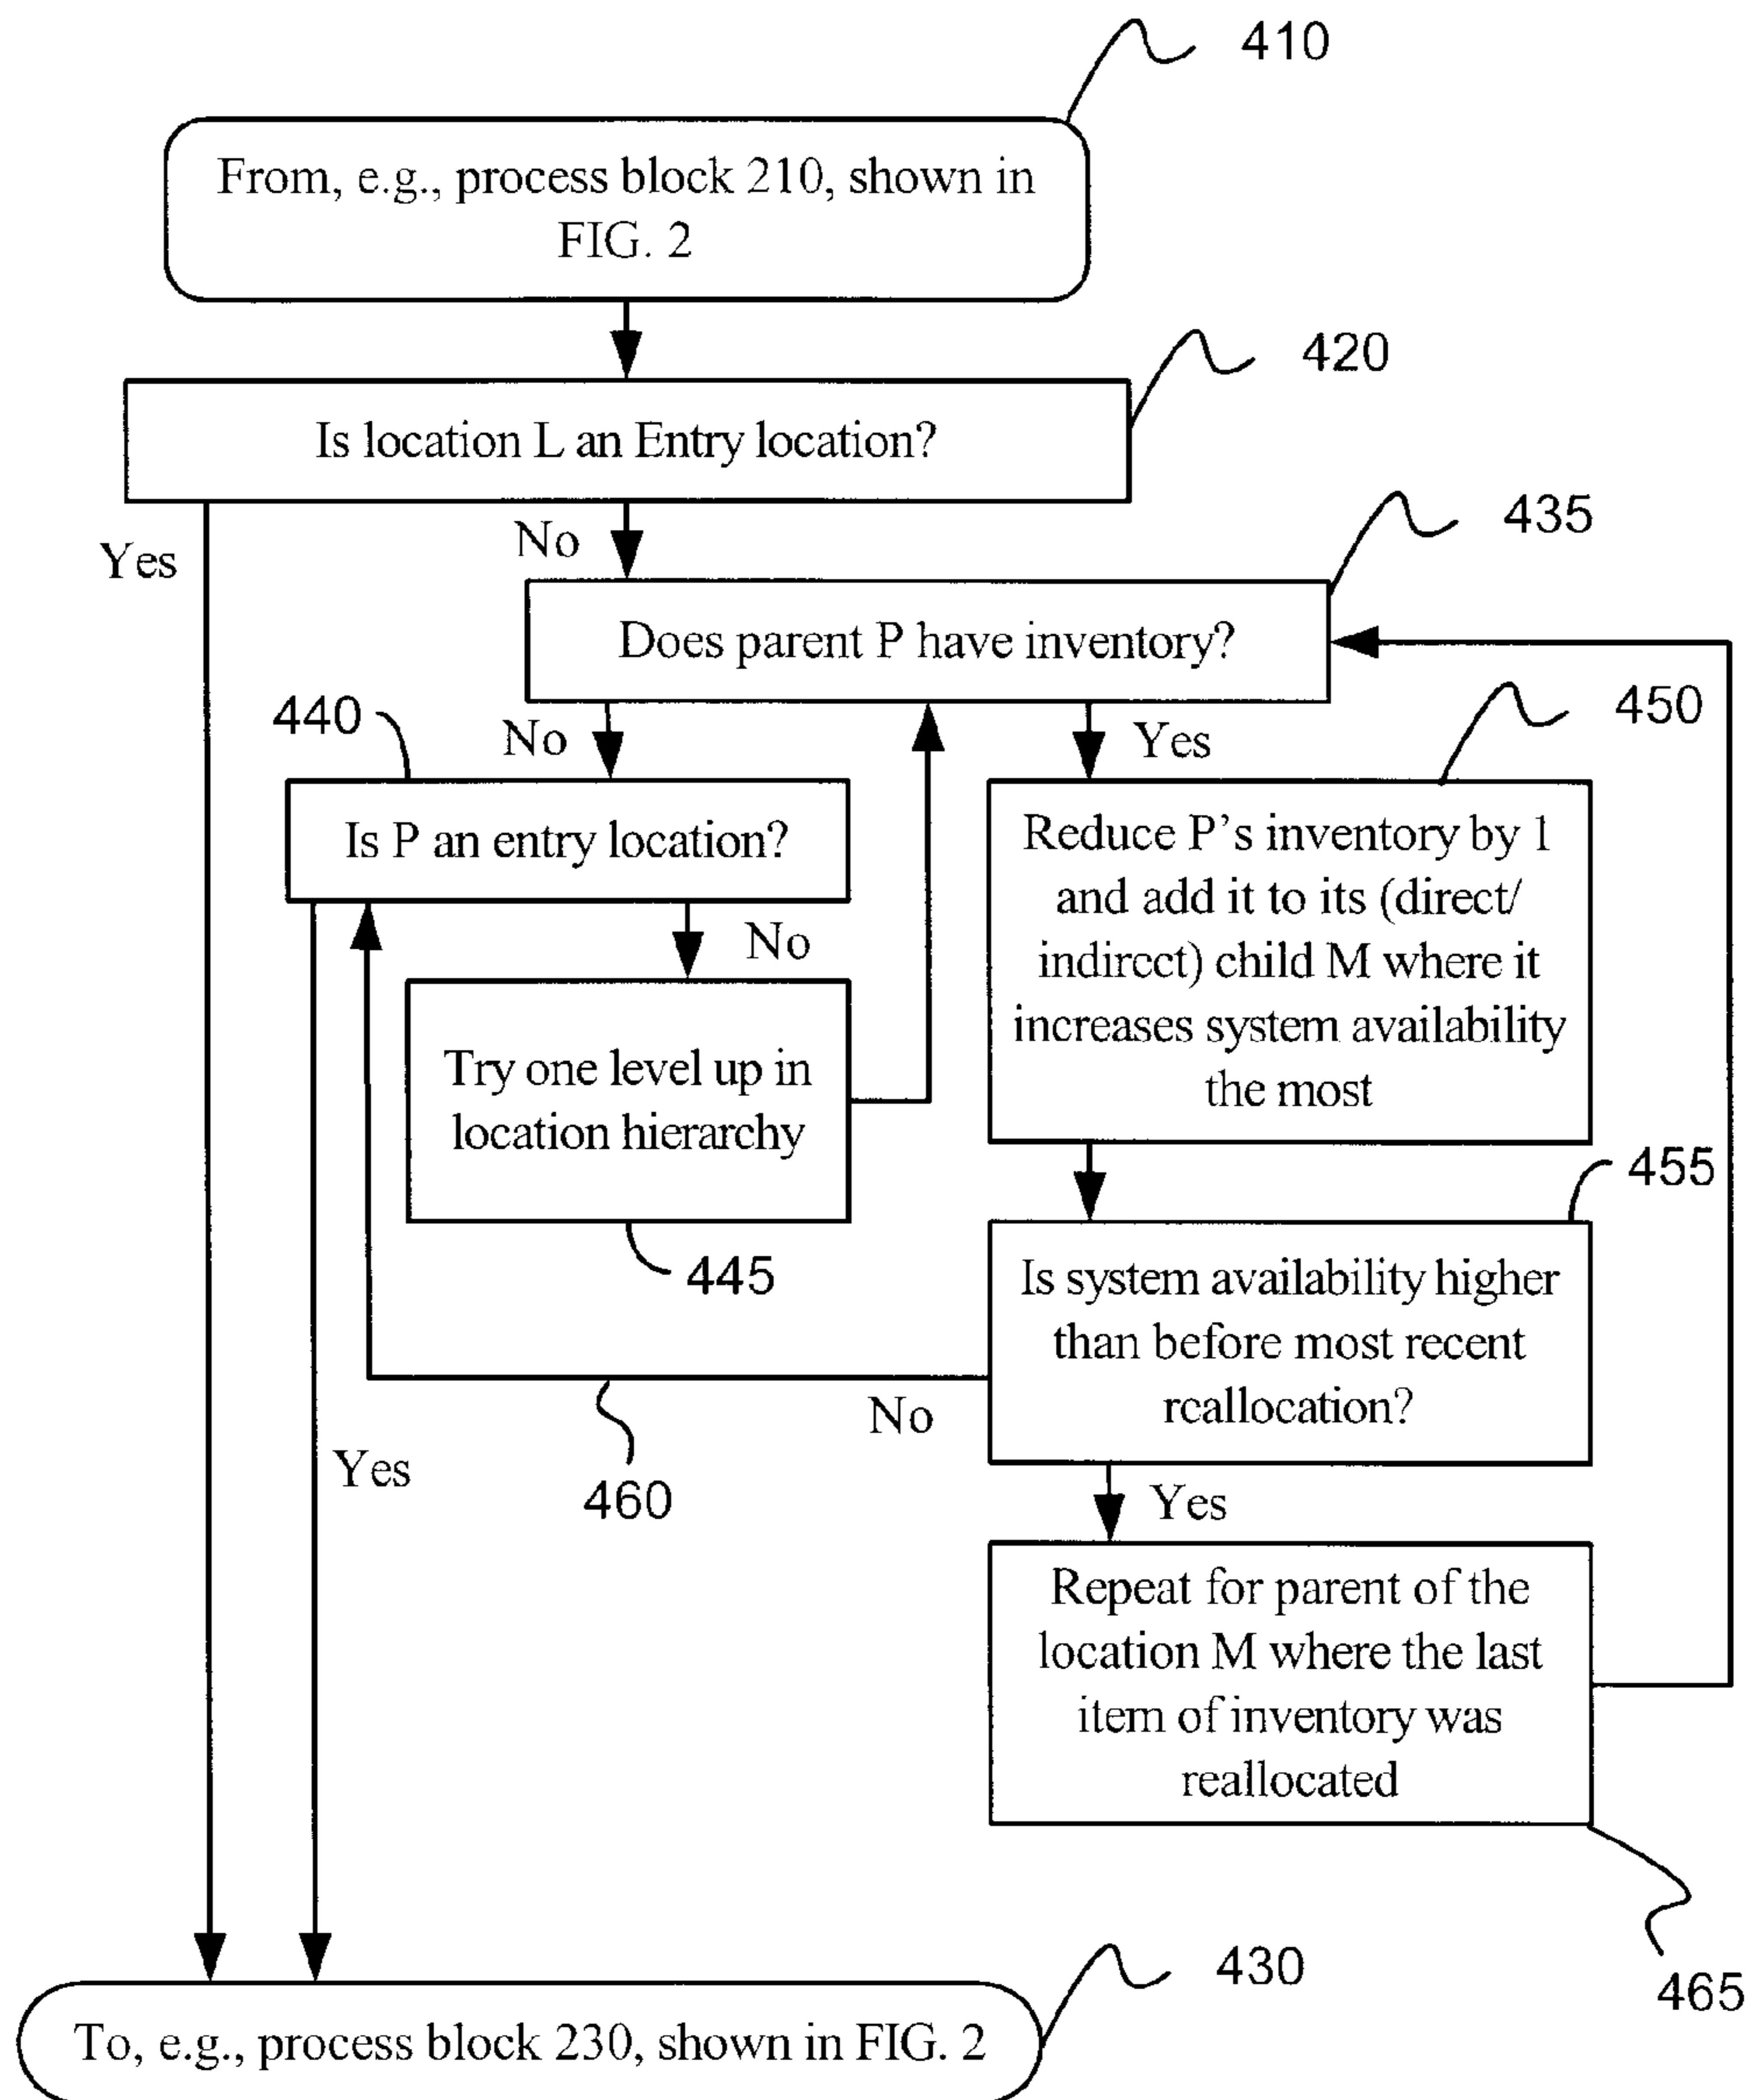 410
From, e.g., process block 210, shown in
FIG. 2
420
Is location L an Entry location?
Yes
No
435
Does parent P have inventory?
440
No
Yes
450
Is P an entry location?
Reduce P's inventory by 1
and add it to its (direct/
indirect) child M where it
increases system availability
the most
No
Try one level up in
location hierarchy
445
455
Is system availability higher
than before most recent
reallocation?
No
460
Yes
Yes
Repeat for parent of the
location M where the last
item of inventory was
reallocated
465
430
To, e.g., process block 230, shown in FIG. 2